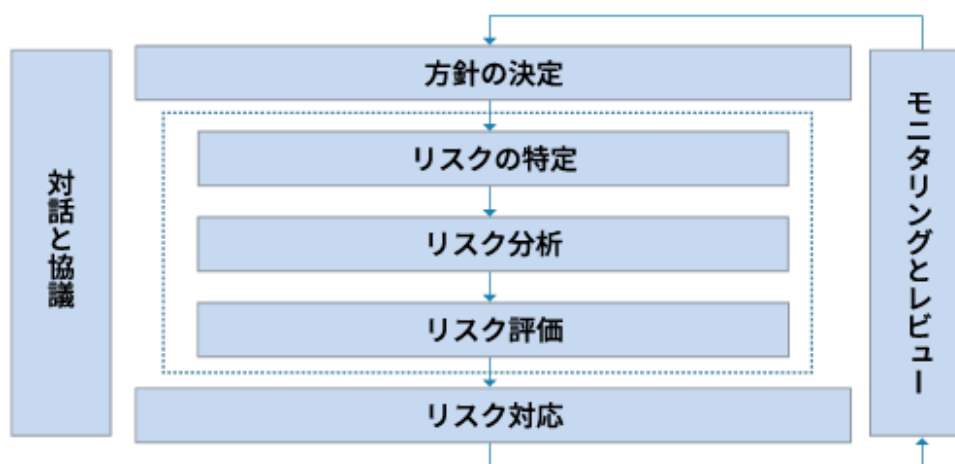 方針の決定
リスクの特定
リスク分析
リスク評価
リスク対応
対話と協議
モニタリングとレビュー